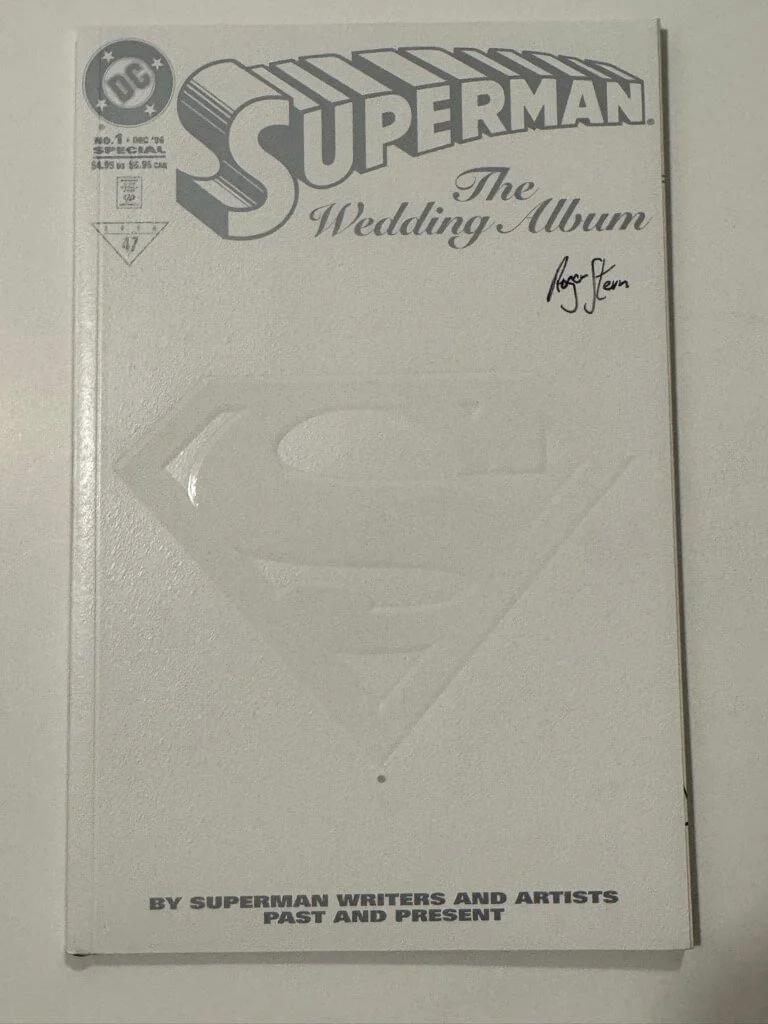 DC
NO. 1 • DEC '96
SPECIAL
$4.95 US $6.95 CAN
1996
47
SUPERMAN
The
Wedding Album
Roger Stern
BY SUPERMAN WRITERS AND ARTISTS
PAST AND PRESENT